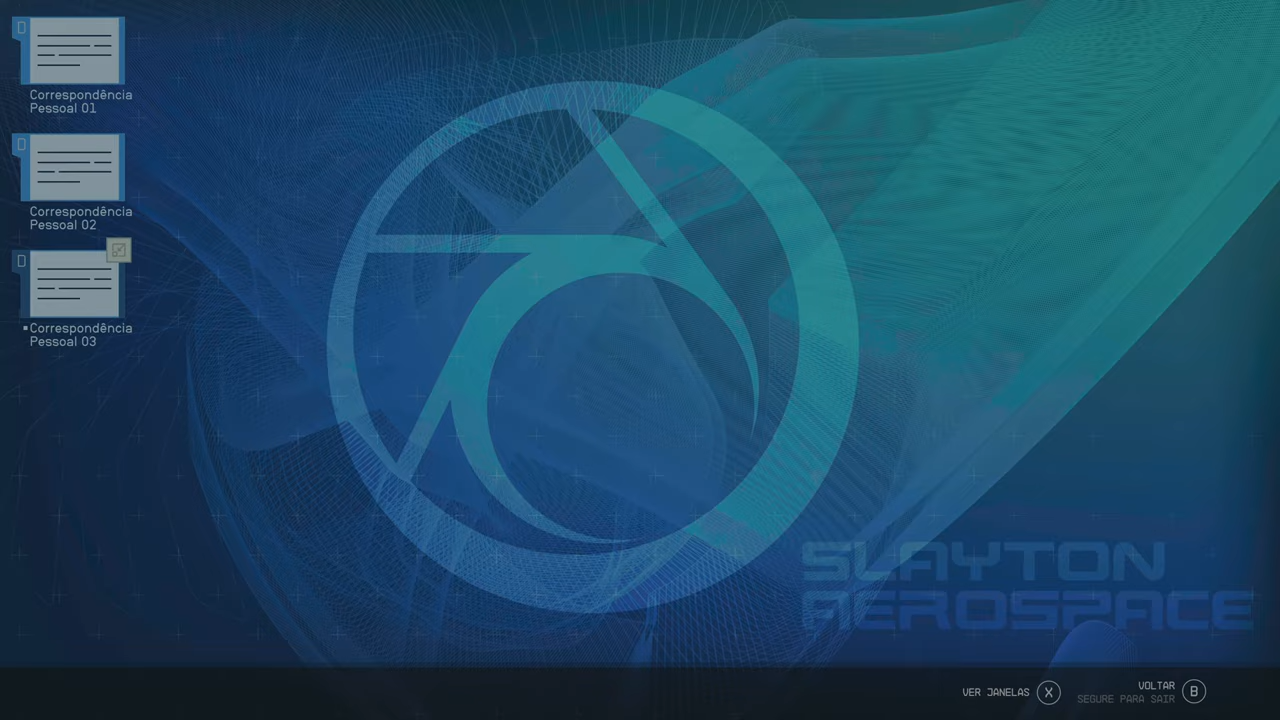 Correspondência
Pessoal 01
Correspondência
Pessoal 02
Correspondência
Pessoal 03
SLAYTON
AEROSPACE
VER JANELAS X
VOLTAR B
SEGURE PARA SAIR